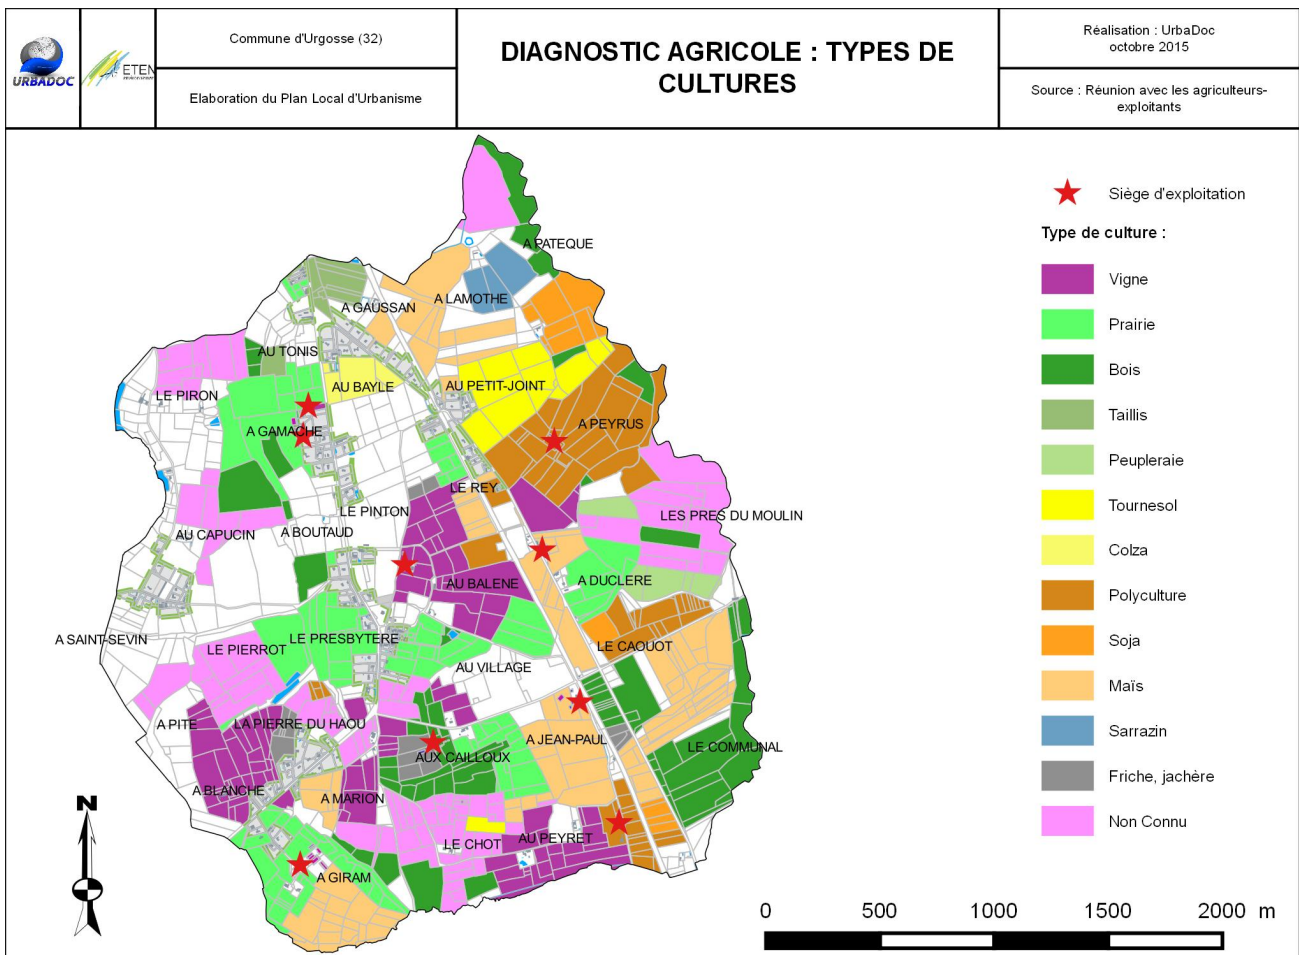 URBADOC
ETEN
Commune d'Urgosse (32)
Elaboration du Plan Local d'Urbanisme
DIAGNOSTIC AGRICOLE : TYPES DE
CULTURES
Réalisation : UrbaDoc
octobre 2015
Source : Réunion avec les agriculteurs-
exploitants
A PATEQUE
A LAMOTHE
A GAUSSAN
AU TONIS
AU BAYLE
AU PETIT-JOINT
LE PIRON
A GAMACHE
A PEYRUS
LE REY
LE PINTON
LES PRES DU MOULIN
AU CAPUCIN
A BOUTAUD
AU BALENE
A DUCLERE
A SAINT-SEVIN
LE PRESBYTERE
LE PIERROT
LE CAOUOT
AU VILLAGE
A PITE
LA PIERRE DU HAOU
A JEAN-PAUL
LE COMMUNAL
AUX CAILLOUX
A BLANCHE
A MARION
LE CHOT
AU PEYRET
A GIRAM
Siège d'exploitation
Type de culture :
Vigne
Prairie
Bois
Taillis
Peupleraie
Tournesol
Colza
Polyculture
Soja
Maïs
Sarrazin
Friche, jachère
Non Connu
N
0 500 1000 1500 2000 m